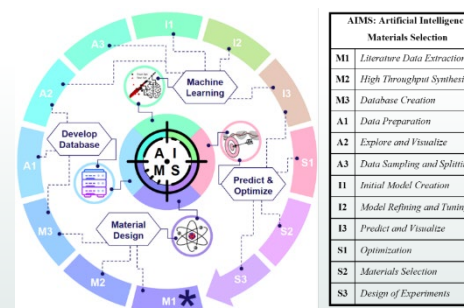 I1
I2
I3
S1
S2
S3
M1
M2
M3
A1
A2
A3
Machine
Learning
Develop
Database
A I
M S
Predict &
Optimize
Material
Design
AIMS: Artificial Intelligenc
Materials Selection
M1 Literature Data Extraction
M2 High Throughput Synthesi
M3 Database Creation
A1 Data Preparation
A2 Explore and Visualize
A3 Data Sampling and Splittin
I1 Initial Model Creation
I2 Model Refining and Tuning
I3 Predict and Visualize
S1 Optimization
S2 Materials Selection
S3 Design of Experiments